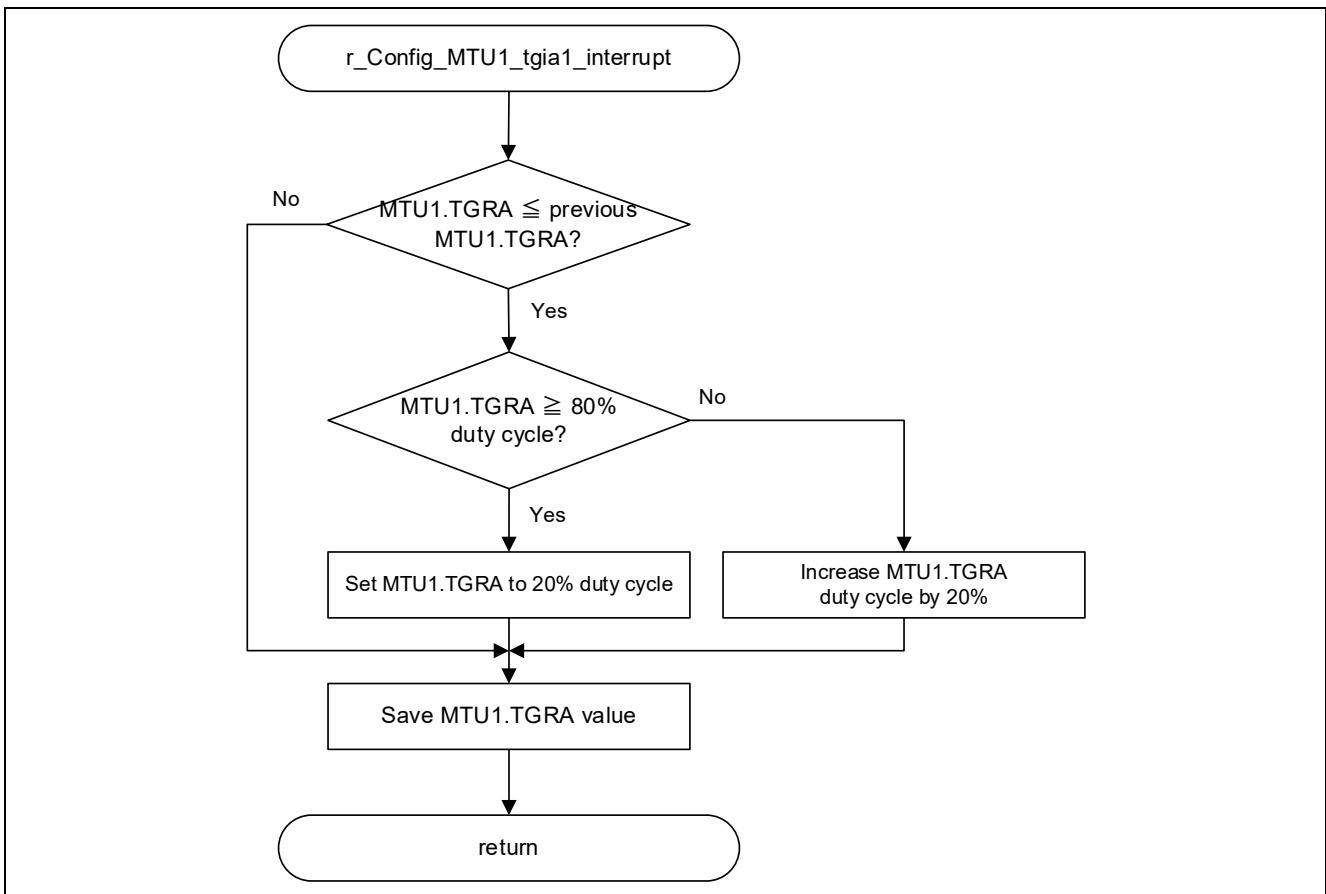 r_Config_MTU1_tgia1_interrupt
No
MTU1.TGRA ≦ previous
MTU1.TGRA?
Yes
MTU1.TGRA ≧ 80%
duty cycle?
No
Yes
Set MTU1.TGRA to 20% duty cycle
Increase MTU1.TGRA
duty cycle by 20%
Save MTU1.TGRA value
return